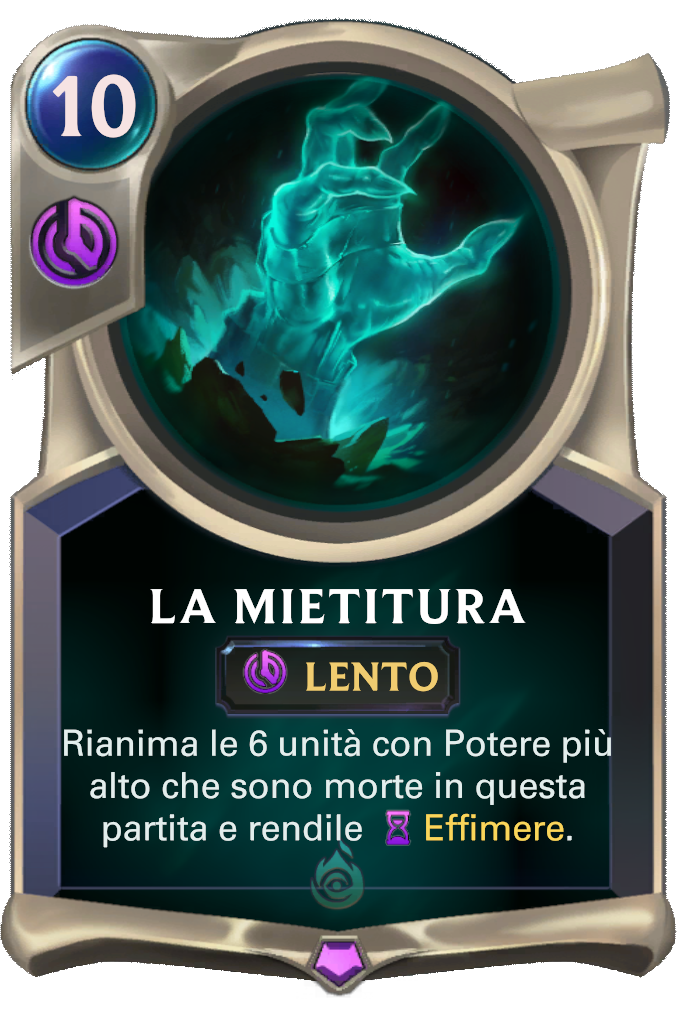 10
LA MIETITURA
LENTO
Rianima le 6 unità con Potere più
alto che sono morte in questa
partita e rendile Effimere.